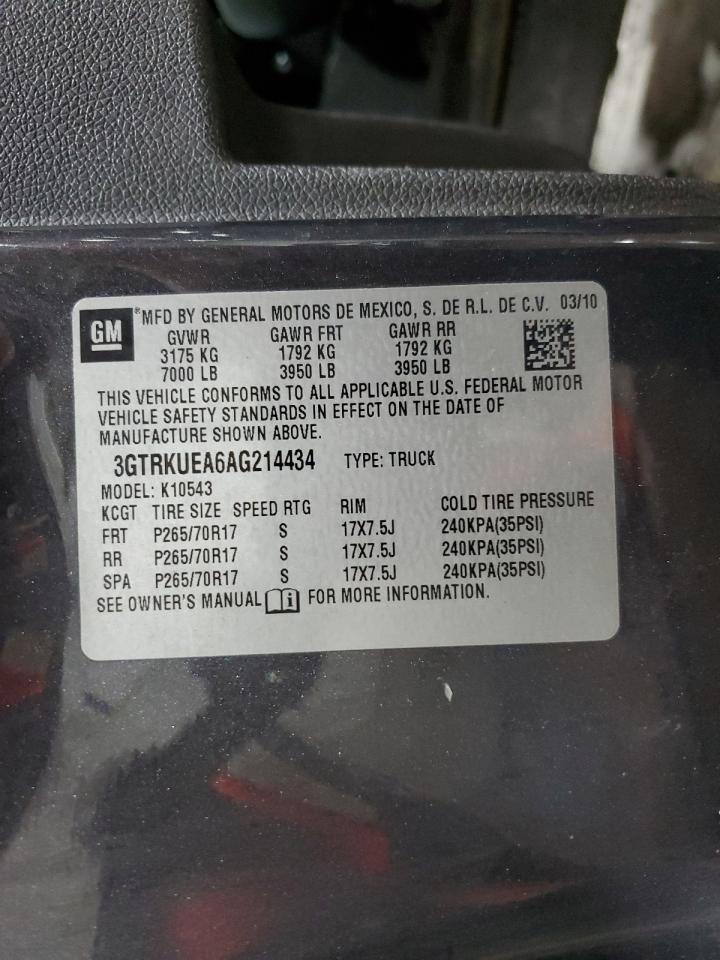 GM
®MFD BY GENERAL MOTORS DE MEXICO, S. DE R.L. DE C.V. 03/10
GVWR GAWR FRT GAWR RR
3175 KG 1792 KG 1792 KG
7000 LB 3950 LB 3950 LB
THIS VEHICLE CONFORMS TO ALL APPLICABLE U.S. FEDERAL MOTOR
VEHICLE SAFETY STANDARDS IN EFFECT ON THE DATE OF
MANUFACTURE SHOWN ABOVE.
3GTRKUEA6AG214434 TYPE: TRUCK
MODEL: K10543
KCGT TIRE SIZE SPEED RTG RIM COLD TIRE PRESSURE
FRT P265/70R17 S 17X7.5J 240KPA(35PSI)
RR P265/70R17 S 17X7.5J 240KPA(35PSI)
SPA P265/70R17 S 17X7.5J 240KPA(35PSI)
SEE OWNER'S MANUAL i FOR MORE INFORMATION.